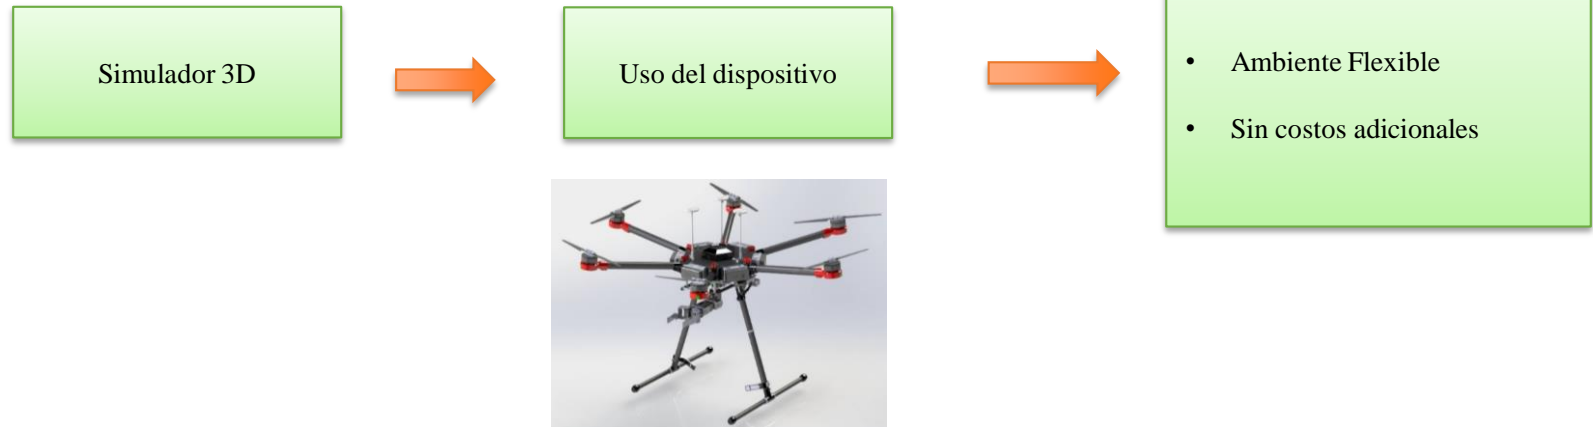 Simulador 3D
Uso del dispositivo
• Ambiente Flexible
• Sin costos adicionales